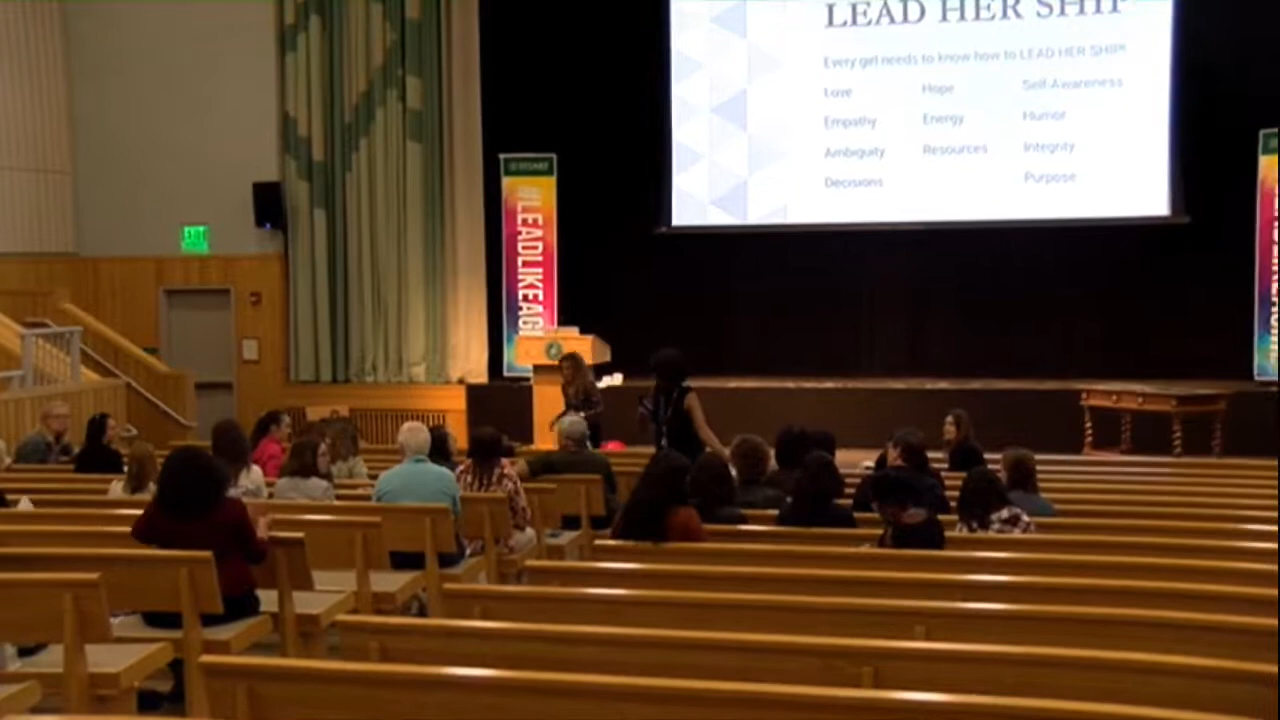 LEAD HER SHIP
Every girl needs to know how to LEAD HER SHIP
Love Hope Self-Awareness
Empathy Energy Humor
Ambiguity Resources Integrity
Decisions Purpose
EXIT
#LEADLIKEAGI